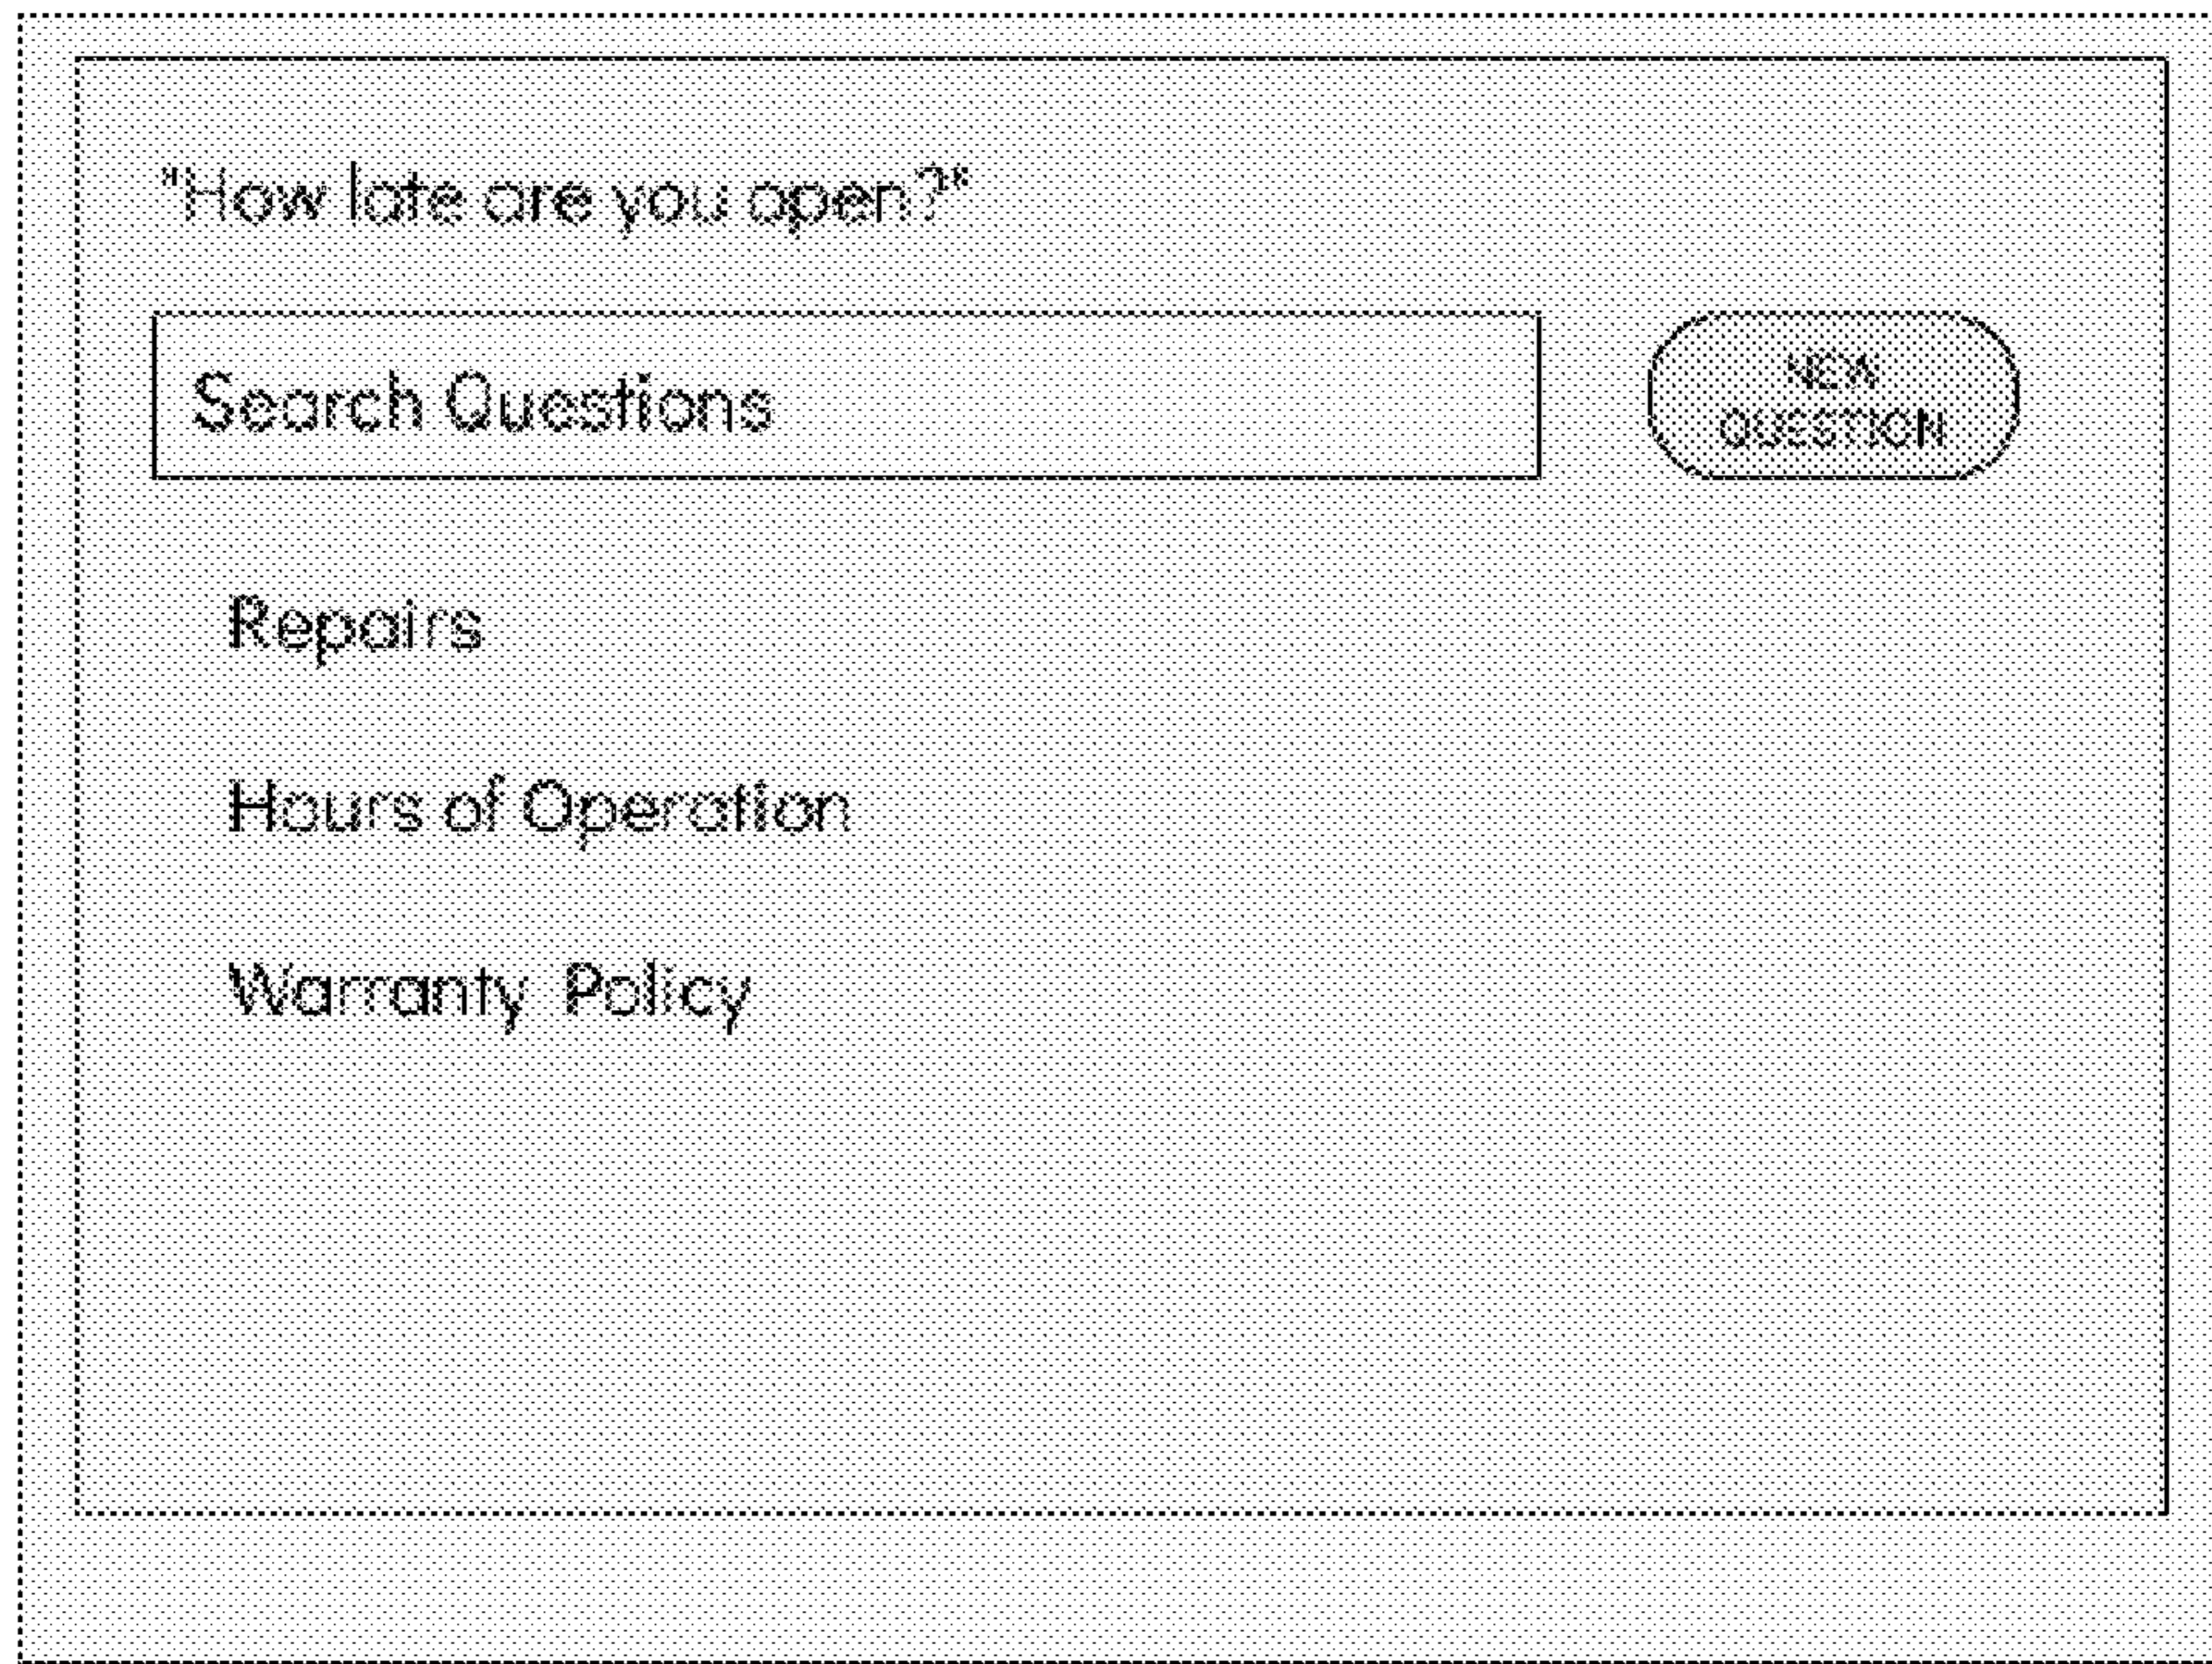 "How late are you open?"
Search Questions
NEW
QUESTION
Repairs
Hours of Operation
Warranty Policy